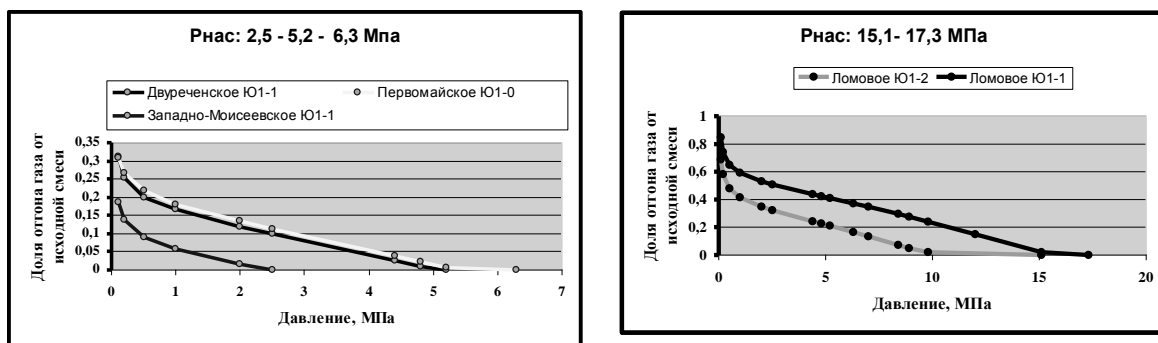 Рнас: 2,5 - 5,2 - 6,3 Мпа
Двуреченское Ю1-1
Первомайское Ю1-0
Западно-Моисеевское Ю1-1
Доля отгона газа от
исходной смеси
0,35
0,3
0,25
0,2
0,15
0,1
0,05
0
0 1 2 3 4 5 6 7
Давление, МПа
Рнас: 15,1- 17,3 МПа
Ломовое Ю1-2
Ломовое Ю1-1
Доля отгона газа от
исходной смеси
1
0,8
0,6
0,4
0,2
0
0 5 10 15 20
Давление, МПа